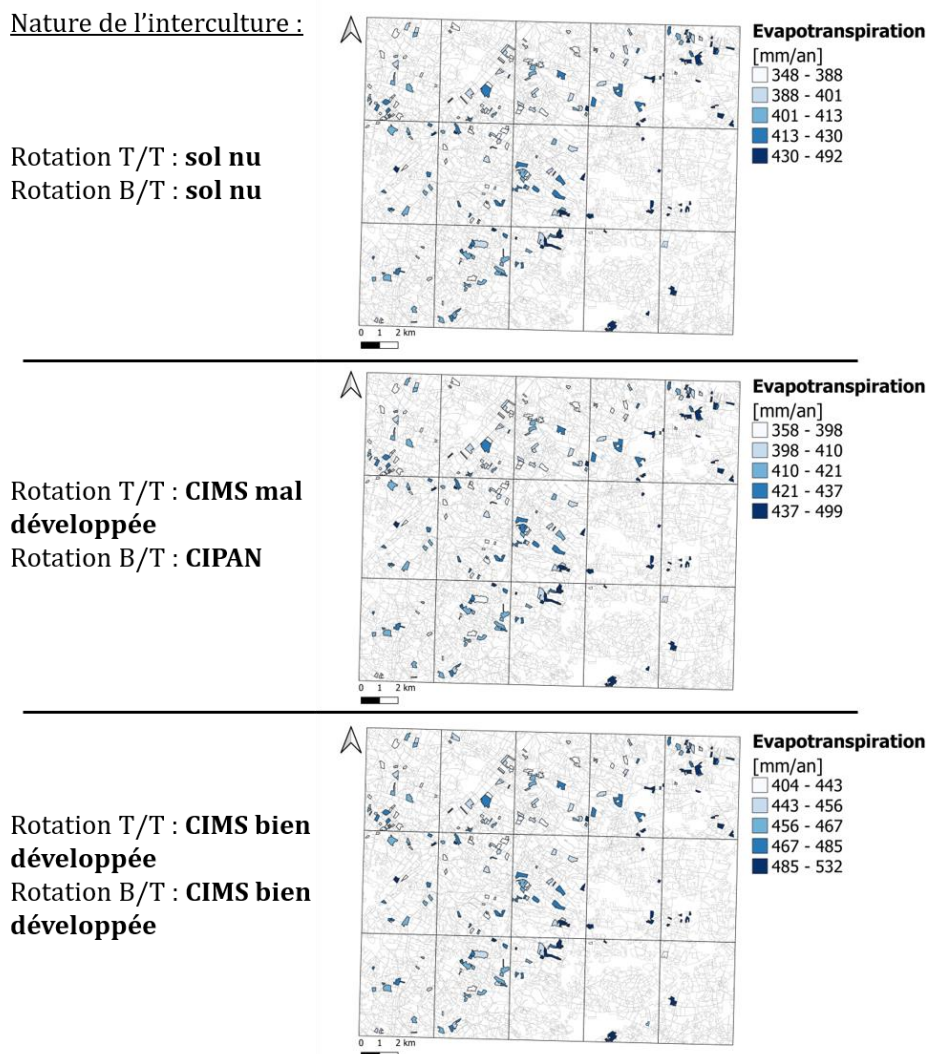 Nature de l’interculture :
Evapotranspiration
[mm/an]
348 - 388
388 - 401
401 - 413
413 - 430
430 - 492
Rotation T/T : sol nu
Rotation B/T : sol nu
0 1 2 km
Evapotranspiration
[mm/an]
358 - 398
398 - 410
410 - 421
421 - 437
437 - 499
Rotation T/T : CIMS mal
développée
Rotation B/T : CIPAN
0 1 2 km
Evapotranspiration
[mm/an]
404 - 443
443 - 456
456 - 467
467 - 485
485 - 532
Rotation T/T : CIMS bien
développée
Rotation B/T : CIMS bien
développée
0 1 2 km